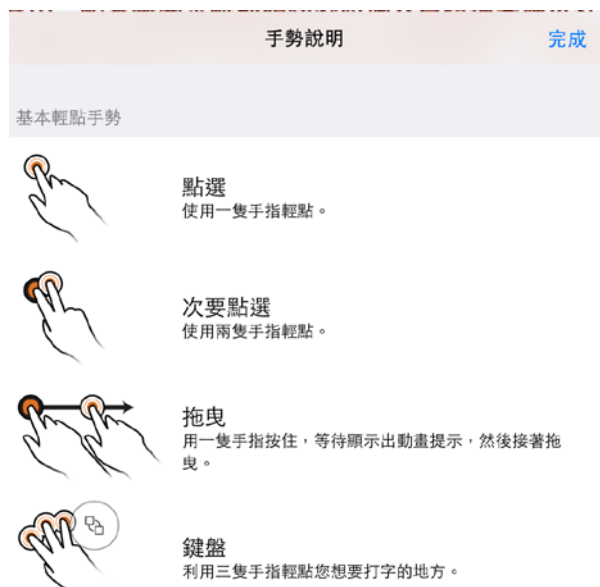 手勢說明
完成
基本輕點手勢
點選
使用一隻手指輕點。
次要點選
使用兩隻手指輕點。
拖曳
用一隻手指按住，等待顯示出動畫提示，然後接著拖
曳。
鍵盤
利用三隻手指輕點您想要打字的地方。